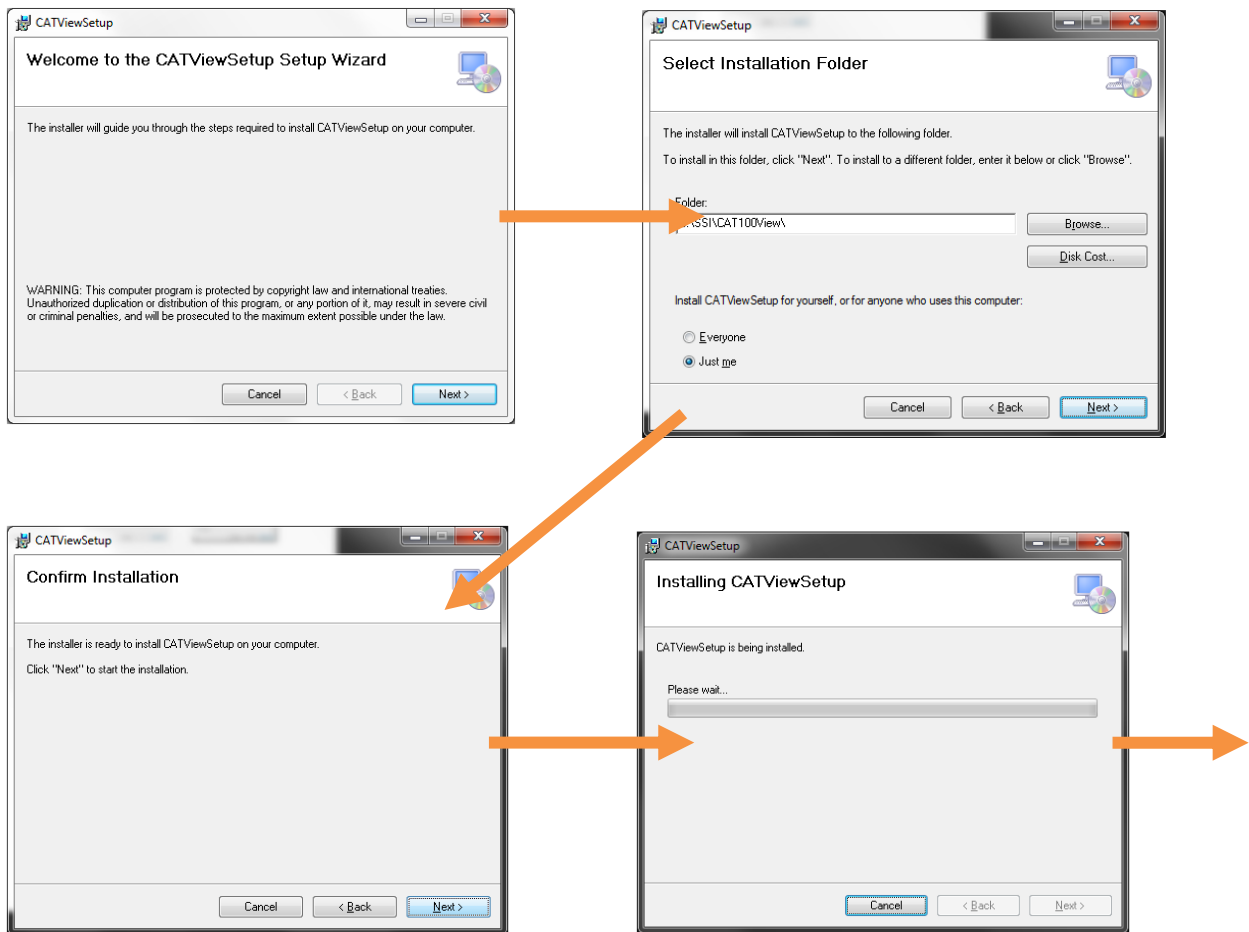 CATViewSetup
Welcome to the CATViewSetup Setup Wizard
The installer will guide you through the steps required to install CATViewSetup on your computer.
WARNING: This computer program is protected by copyright law and international treaties.
Unauthorized duplication or distribution of this program, or any portion of it, may result in severe civil
or criminal penalties, and will be prosecuted to the maximum extent possible under the law.
Cancel
< Back
Next >
CATViewSetup
Select Installation Folder
The installer will install CATViewSetup to the following folder.
To install in this folder, click "Next". To install to a different folder, enter it below or click "Browse".
Folder:
\SSI\CAT100View\
Browse...
Disk Cost...
Install CATViewSetup for yourself, or for anyone who uses this computer:
Everyone
Just me
Cancel
< Back
Next >
CATViewSetup
Confirm Installation
The installer is ready to install CATViewSetup on your computer.
Click "Next" to start the installation.
Cancel
< Back
Next >
CATViewSetup
Installing CATViewSetup
CATViewSetup is being installed.
Please wait...
Cancel
< Back
Next >